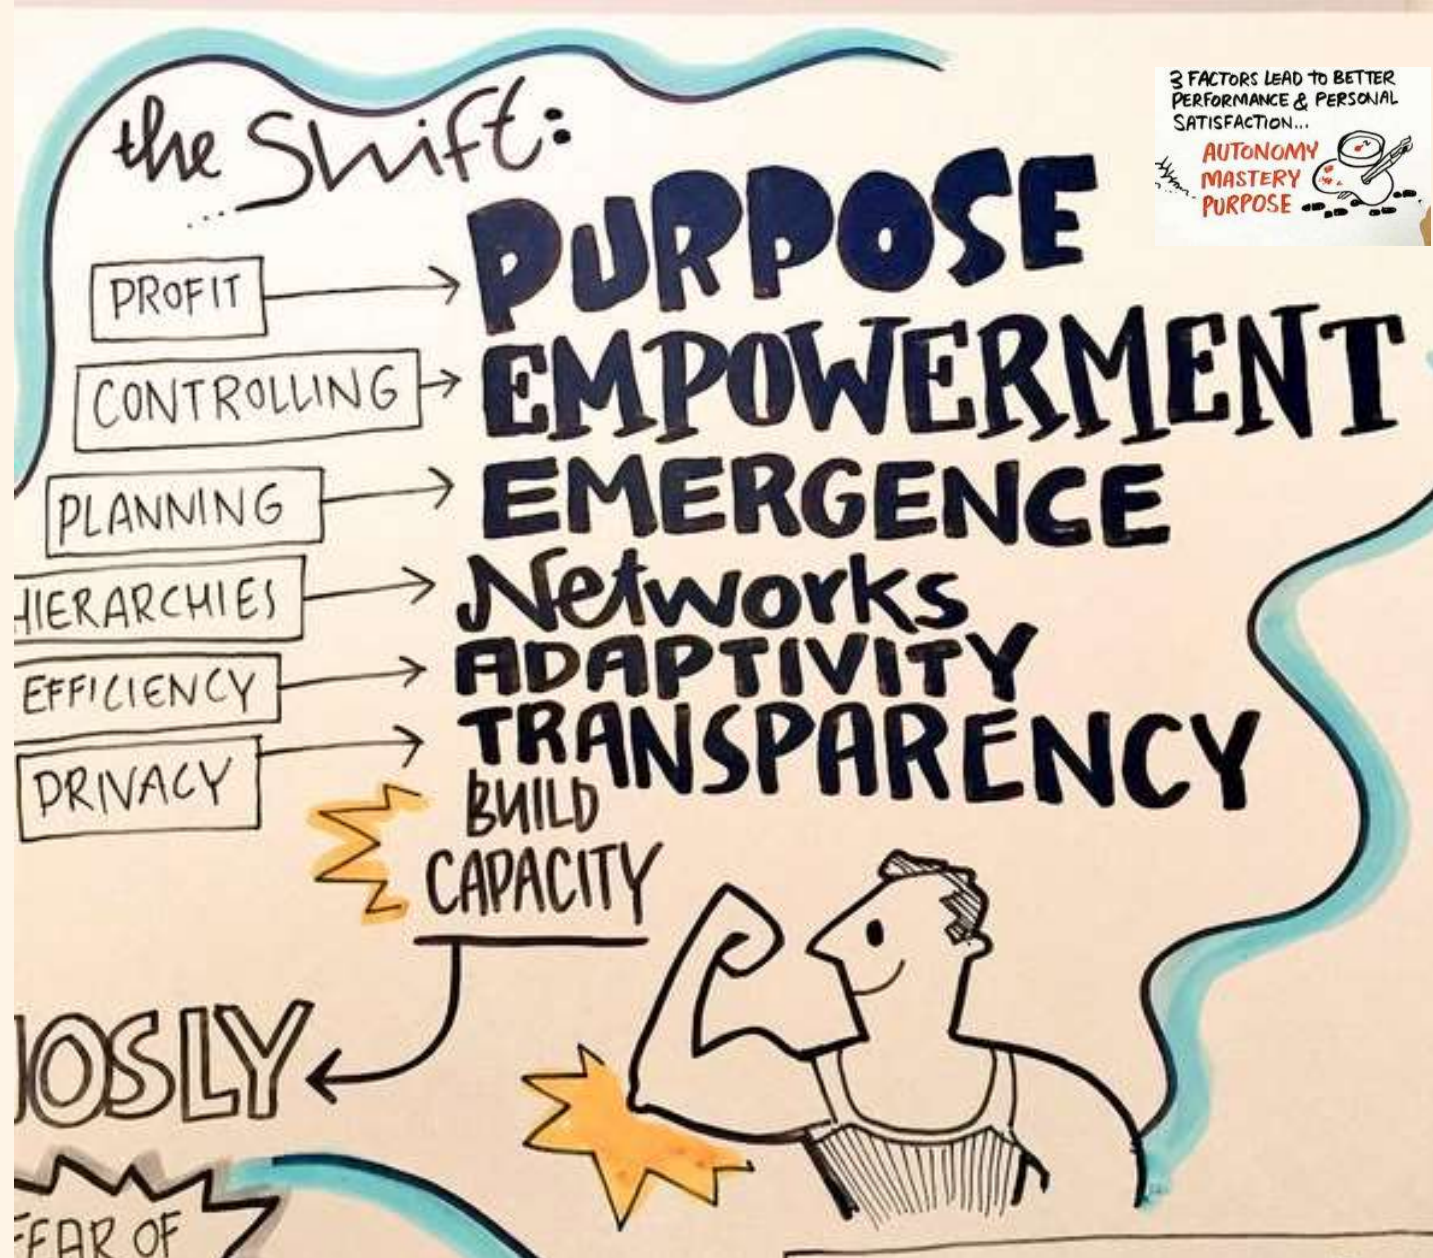 the Shift:
PROFIT
PURPOSE
CONTROLLING
EMPOWERMENT
PLANNING
EMERGENCE
HIERARCHIES
Networks
EFFICIENCY
ADAPTIVITY
PRIVACY
TRANSPARENCY
BUILD
CAPACITY
OSLY
FEAR OF
3 FACTORS LEAD to BETTER
PERFORMANCE & PERSONAL
SATISFACTION...
AUTONOMY
MASTERY
PURPOSE